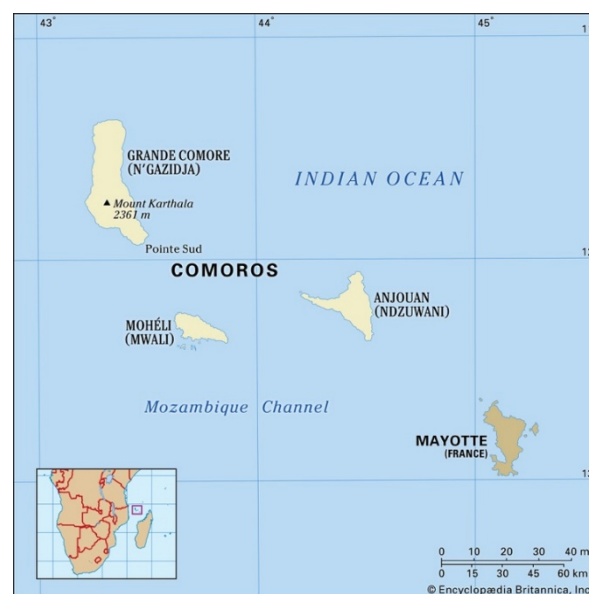 43°
44°
45°
GRANDE COMORE
(N'GAZIDJA)
Mount Karthala
2361 m
INDIAN OCEAN
Pointe Sud
COMOROS
ANJOUAN
(NDZUWANI)
MOHÉLI
(MWALI)
Mozambique Channel
MAYOTTE
(FRANCE)
0 10 20 30 40 m
0 15 30 45 60 km
© Encyclopædia Britannica, Inc